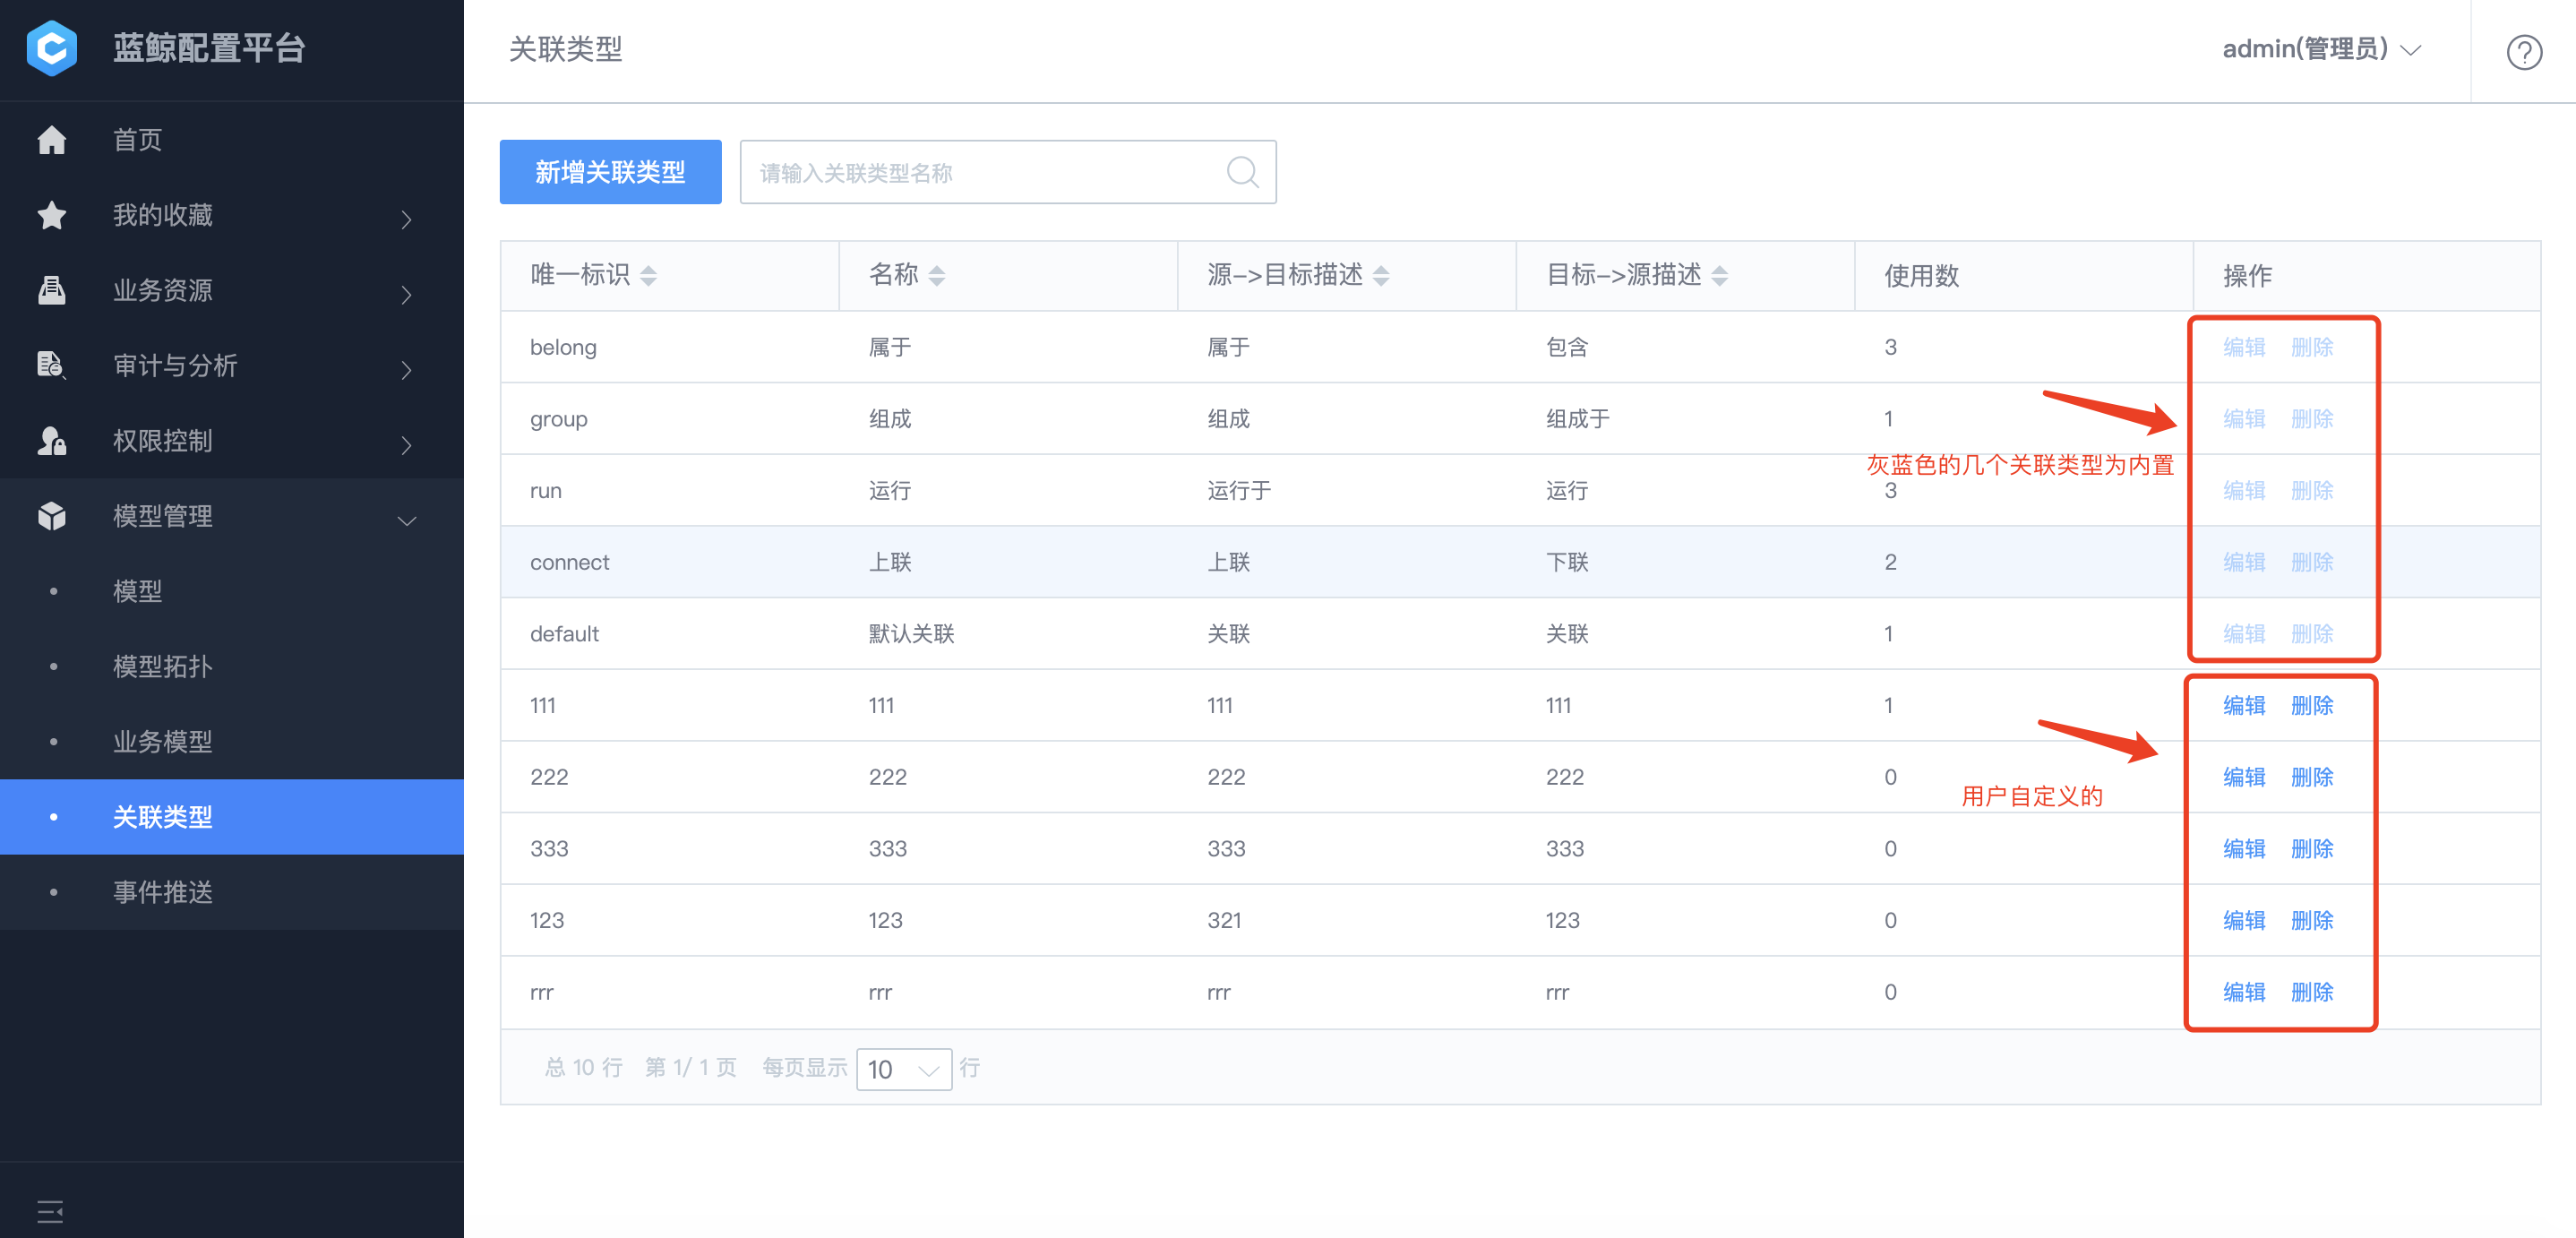 蓝鲸配置平台
首页
我的收藏
业务资源
审计与分析
权限控制
模型管理
模型
模型拓扑
业务模型
关联类型
事件推送
关联类型
admin(管理员)
新增关联类型
请输入关联类型名称
唯一标识 名称 源->目标描述 目标->源描述 使用数 操作
belong 属于 属于 包含 3 编辑 删除
group 组成 组成 组成于 1 编辑 删除
灰蓝色的几个关联类型为内置
run 运行 运行于 运行 3 编辑 删除
connect 上联 上联 下联 2 编辑 删除
default 默认关联 关联 关联 1 编辑 删除
111 111 111 111 1 编辑 删除
222 222 222 222 0 编辑 删除
用户自定义的
333 333 333 333 0 编辑 删除
123 123 321 123 0 编辑 删除
rrr rrr rrr rrr 0 编辑 删除
总 10 行 第 1/ 1 页 每页显示 10 行